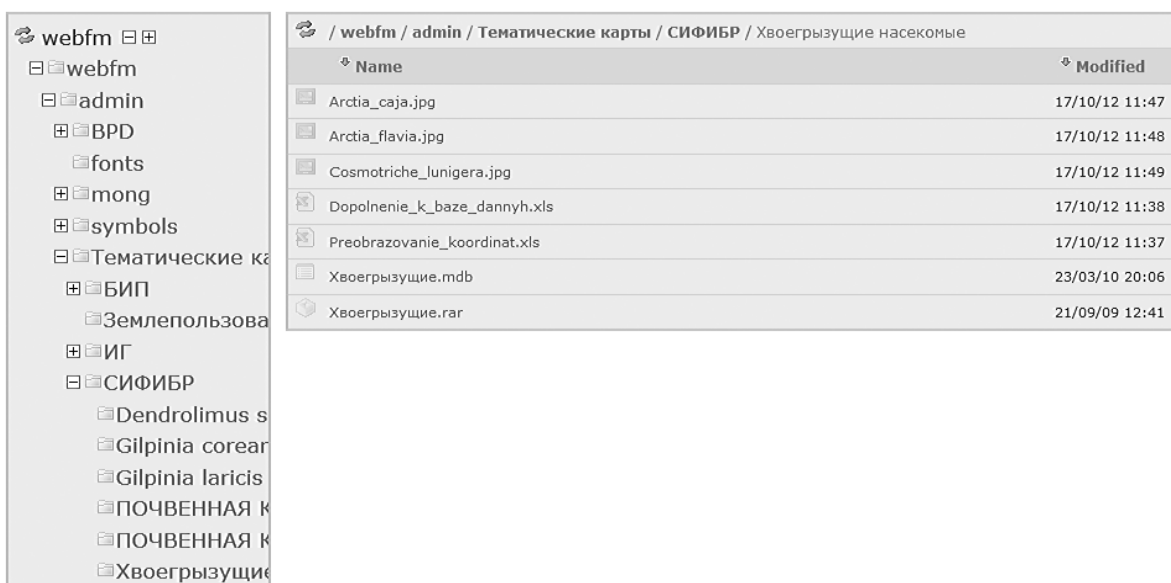 webfm
webfm
admin
BPD
fonts
mong
symbols
Тематические ка
БИП
Землепользова
ИГ
СИФИБР
Dendrolimus s
Gilpinia corear
Gilpinia laricis
ПОЧВЕННАЯ К
ПОЧВЕННАЯ К
Хвоегрызущие
/ webfm / admin / Тематические карты / СИФИБР / Хвоегрызущие насекомые
Name Modified
Arctia_caja.jpg 17/10/12 11:47
Arctia_flavia.jpg 17/10/12 11:48
Cosmotriche_lunigera.jpg 17/10/12 11:49
Dopolnenie_k_baze_dannyh.xls 17/10/12 11:38
Preobrazovanie_koordinat.xls 17/10/12 11:37
Хвоегрызущие.mdb 23/03/10 20:06
Хвоегрызущие.rar 21/09/09 12:41